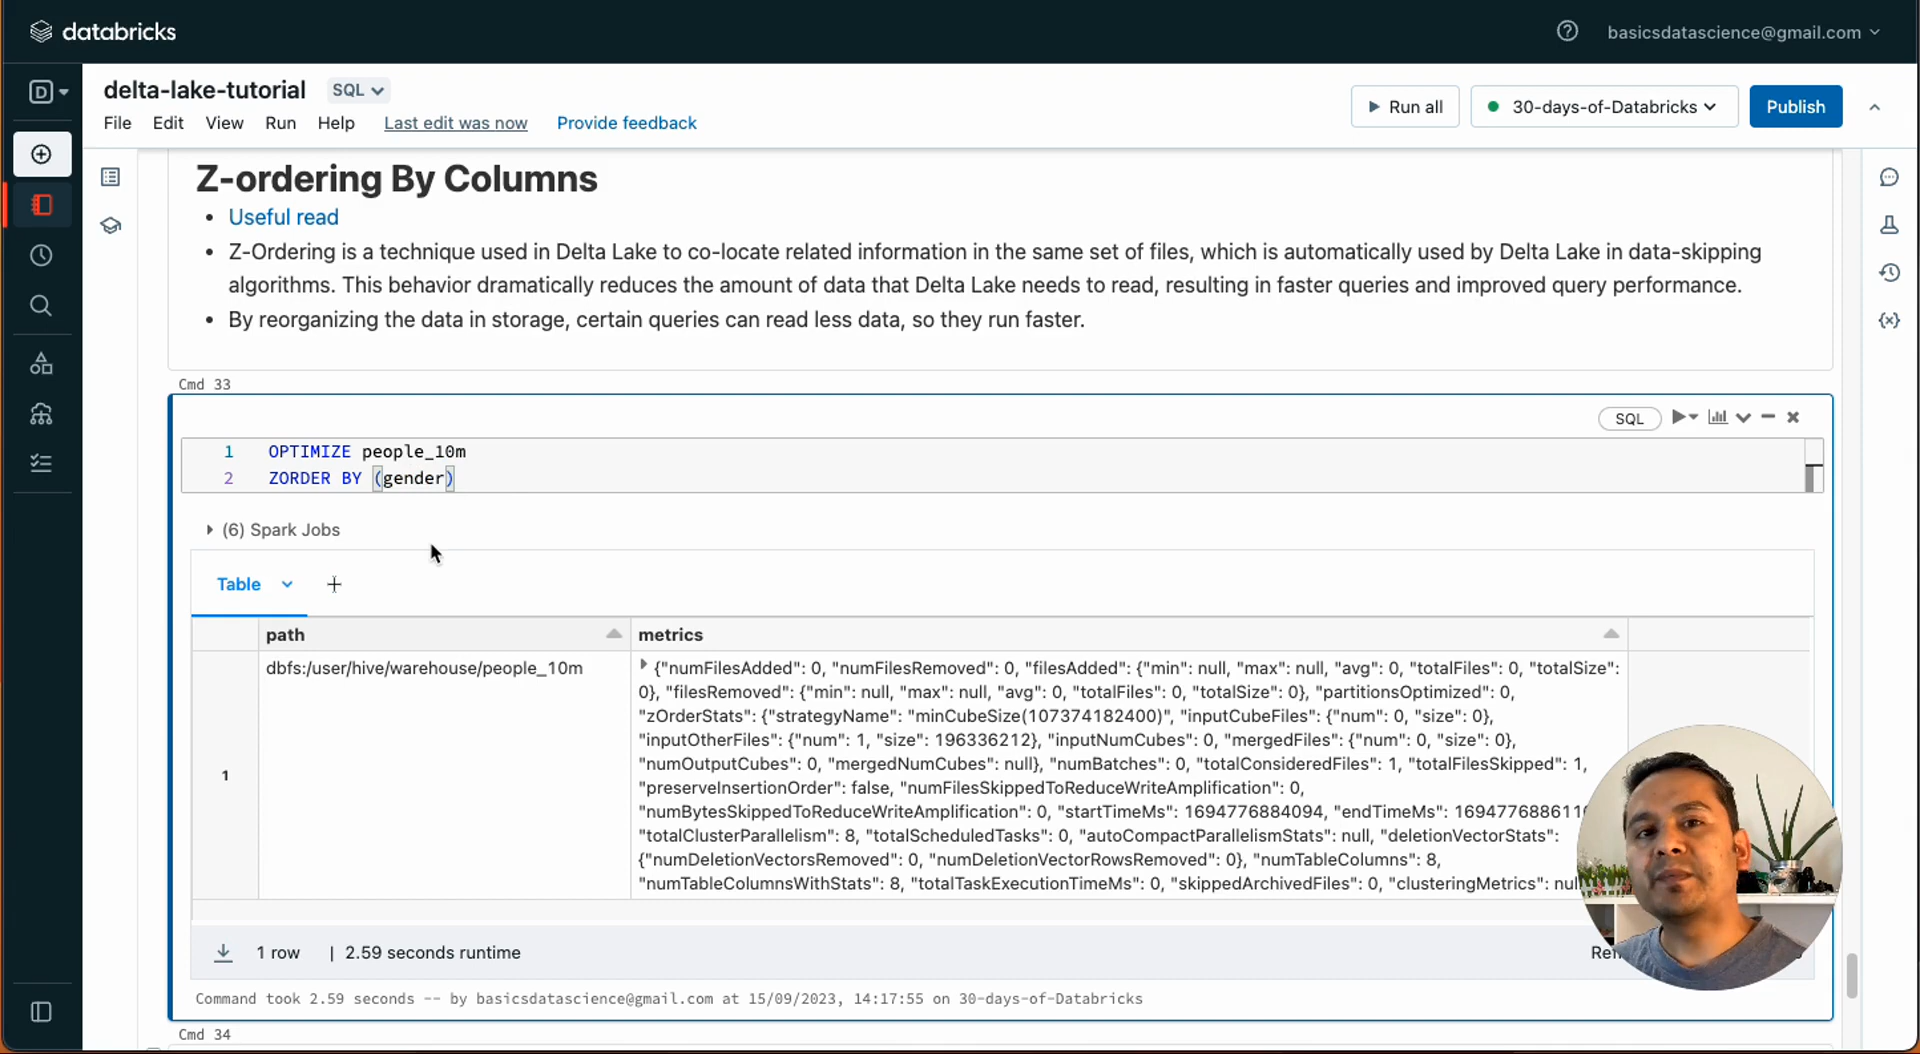 databricks
basicsdatascience@gmail.com
D
delta-lake-tutorial SQL
File Edit View Run Help Last edit was now Provide feedback
Run all 30-days-of-Databricks Publish
Z-ordering By Columns
• Useful read
• Z-Ordering is a technique used in Delta Lake to co-locate related information in the same set of files, which is automatically used by Delta Lake in data-skipping
algorithms. This behavior dramatically reduces the amount of data that Delta Lake needs to read, resulting in faster queries and improved query performance.
• By reorganizing the data in storage, certain queries can read less data, so they run faster.
Cmd 33
SQL
1 OPTIMIZE people_10m
2 ZORDER BY (gender)
(6) Spark Jobs
Table +
path metrics
1 dbfs:/user/hive/warehouse/people_10m
{"numFilesAdded": 0, "numFilesRemoved": 0, "filesAdded": {"min": null, "max": null, "avg": 0, "totalFiles": 0, "totalSize":
0}, "filesRemoved": {"min": null, "max": null, "avg": 0, "totalFiles": 0, "totalSize": 0}, "partitionsOptimized": 0,
"zOrderStats": {"strategyName": "minCubeSize(107374182400)", "inputCubeFiles": {"num": 0, "size": 0},
"inputOtherFiles": {"num": 1, "size": 196336212}, "inputNumCubes": 0, "mergedFiles": {"num": 0, "size": 0},
"numOutputCubes": 0, "mergedNumCubes": null}, "numBatches": 0, "totalConsideredFiles": 1, "totalFilesSkipped": 1,
"preserveInsertionOrder": false, "numFilesSkippedToReduceWriteAmplification": 0,
"numBytesSkippedToReduceWriteAmplification": 0, "startTimeMs": 1694776884094, "endTimeMs":
"totalClusterParallelism": 8, "totalScheduledTasks": 0, "autoCompactParallelismStats": null, "deletionVectorStats":
{"numDeletionVectorsRemoved": 0, "numDeletionVectorRowsRemoved": 0}, "numTableColumns": 8,
"numTableColumnsWithStats": 8, "totalTaskExecutionTimeMs": 0, "skippedArchivedFiles": 0, "clusteringMetrics":
1 row | 2.59 seconds runtime
Command took 2.59 seconds -- by basicsdatascience@gmail.com at 15/09/2023, 14:17:55 on 30-days-of-Databricks
Cmd 34